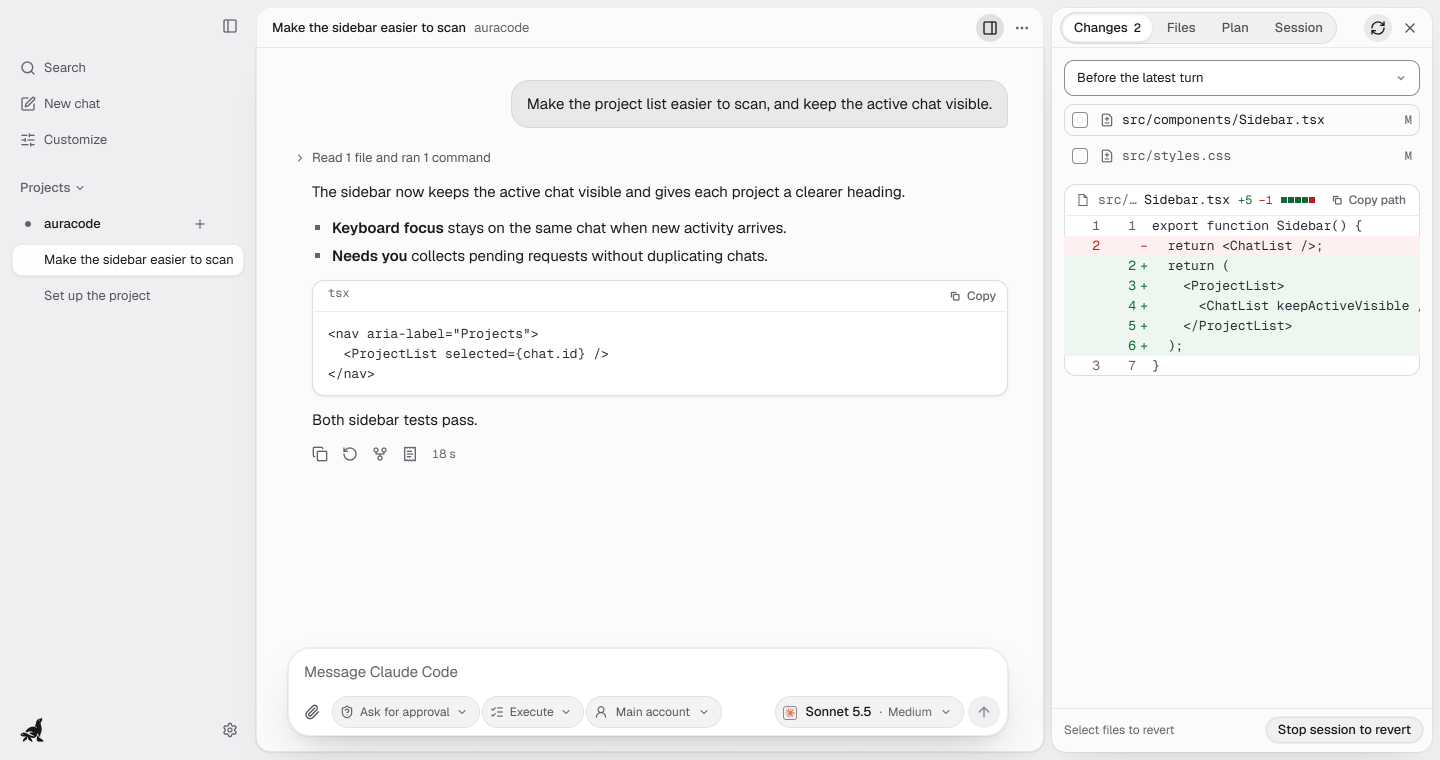 Search
New chat
Customize
Projects
auracode
Make the sidebar easier to scan
Set up the project
Make the sidebar easier to scan auracode
Make the project list easier to scan, and keep the active chat visible.
Read 1 file and ran 1 command
The sidebar now keeps the active chat visible and gives each project a clearer heading.
Keyboard focus stays on the same chat when new activity arrives.
Needs you collects pending requests without duplicating chats.
tsx Copy
<nav aria-label="Projects">
  <ProjectList selected={chat.id} />
</nav>
Both sidebar tests pass.
18 s
Message Claude Code
Ask for approval Execute Main account Sonnet 5.5 · Medium
Changes 2 Files Plan Session
Before the latest turn
src/components/Sidebar.tsx M
src/styles.css M
src/… Sidebar.tsx +5 −1 Copy path
1 1 export function Sidebar() {
2 − return <ChatList />;
2 + return (
3 + <ProjectList>
4 + <ChatList keepActiveVisible
5 + </ProjectList>
6 + );
3 7 }
Select files to revert Stop session to revert